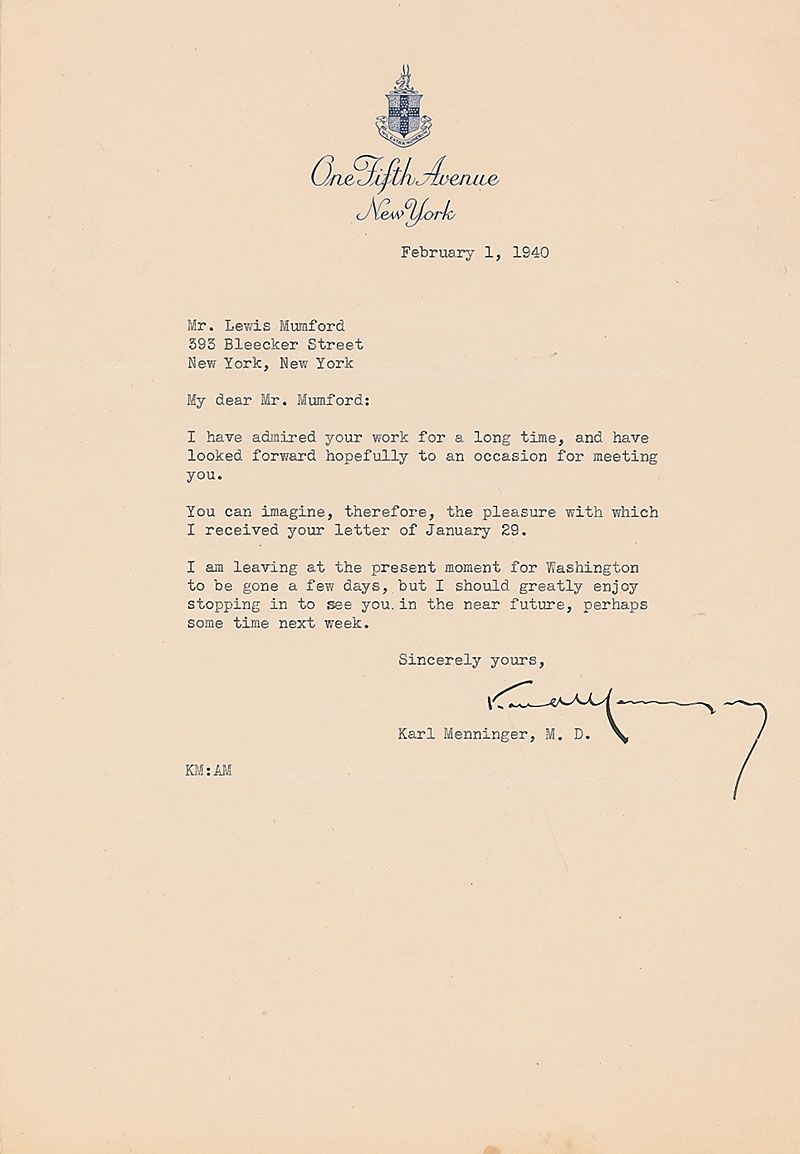 One Fifth Avenue
New York
February 1, 1940
Mr. Lewis Mumford
393 Bleecker Street
New York, New York
My dear Mr. Mumford:
I have admired your work for a long time, and have
looked forward hopefully to an occasion for meeting
you.
You can imagine, therefore, the pleasure with which
I received your letter of January 29.
I am leaving at the present moment for Washington
to be gone a few days, but I should greatly enjoy
stopping in to see you in the near future, perhaps
some time next week.
Sincerely yours,
Karl Menninger
Karl Menninger, M. D.
KM:AM